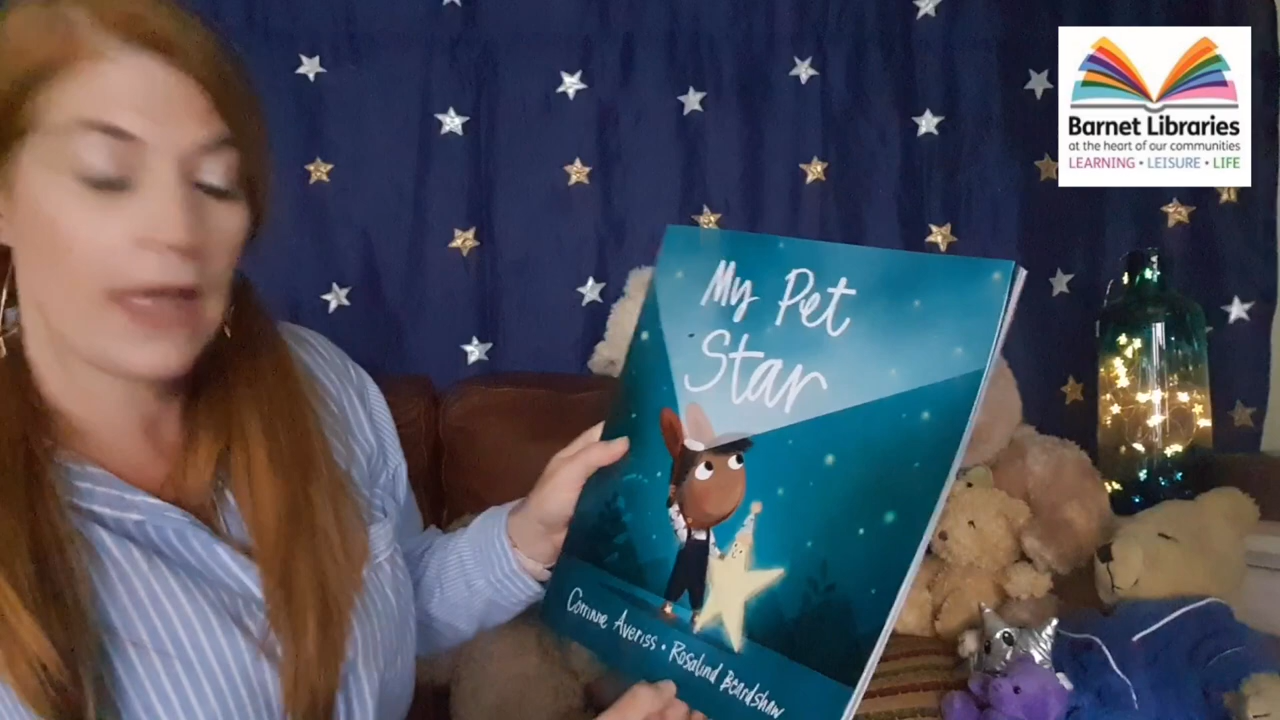 Barnet Libraries
at the heart of our communities
LEARNING • LEISURE • LIFE
My Pet
Star
Corinne Averiss • Rosalind Beardshaw